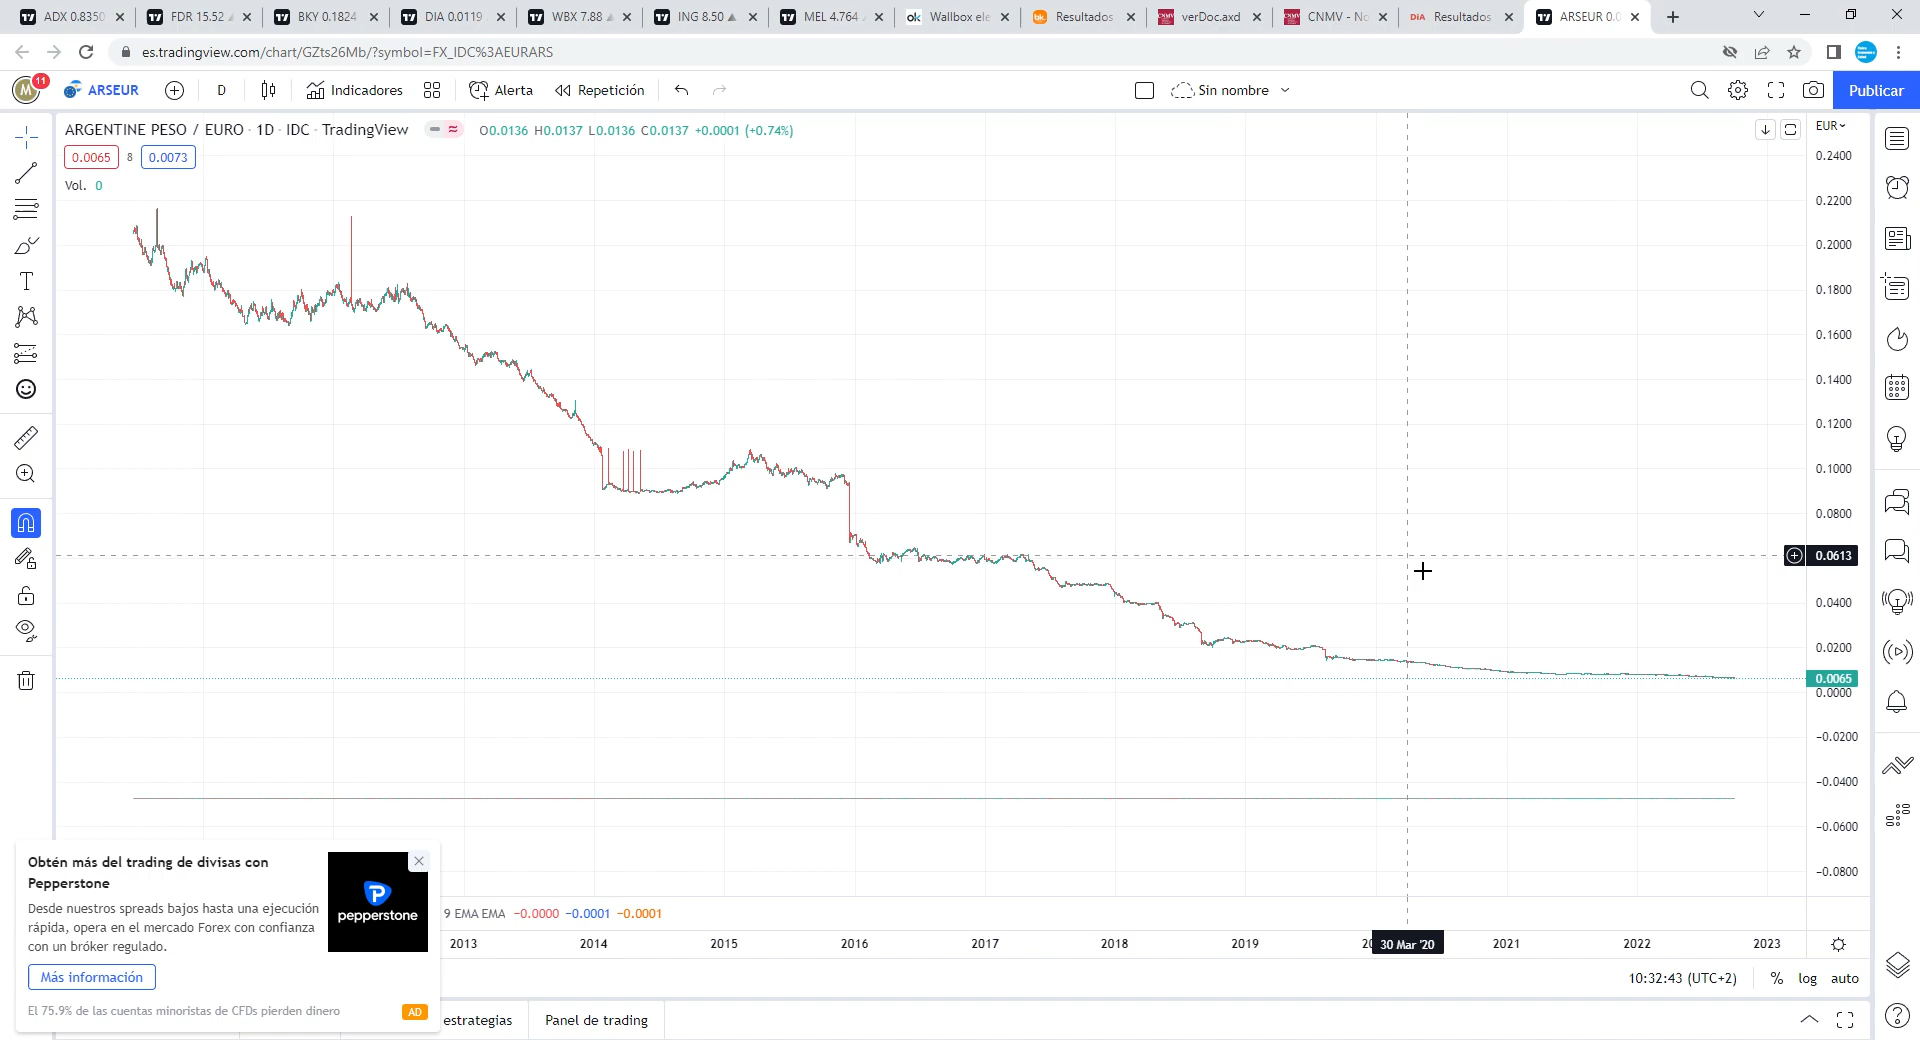 ADX 0.8350
FDR 15.52
BKY 0.1824
DIA 0.0119
WBX 7.88
ING 8.50
MEL 4.764
ok Wallbox ele
bk. Resultados
CNMV verDoc.axd
CNMV CNMV - No
DIA Resultados
ARSEUR 0.0
es.tradingview.com/chart/GZts26Mb/?symbol=FX_IDC%3AEURARS
M 11
ARSEUR
D
Indicadores
Alerta
Repetición
Sin nombre
Publicar
ARGENTINE PESO / EURO · 1D · IDC · TradingView
O0.0136 H0.0137 L0.0136 C0.0137 +0.0001 (+0.74%)
EUR
0.0065 8 0.0073
Vol. 0
0.2400
0.2200
0.2000
0.1800
0.1600
0.1400
0.1200
0.1000
0.0800
0.0613
0.0400
0.0200
0.0065
0.0000
−0.0200
−0.0400
−0.0600
−0.0800
Obtén más del trading de divisas con
Pepperstone
Desde nuestros spreads bajos hasta una ejecución
rápida, opera en el mercado Forex con confianza
con un bróker regulado.
Más información
El 75.9% de las cuentas minoristas de CFDs pierden dinero
AD
pepperstone
9 EMA EMA −0.0000 −0.0001 −0.0001
2013 2014 2015 2016 2017 2018 2019 30 Mar '20 2021 2022 2023
10:32:43 (UTC+2)
%
log
auto
estrategias
Panel de trading